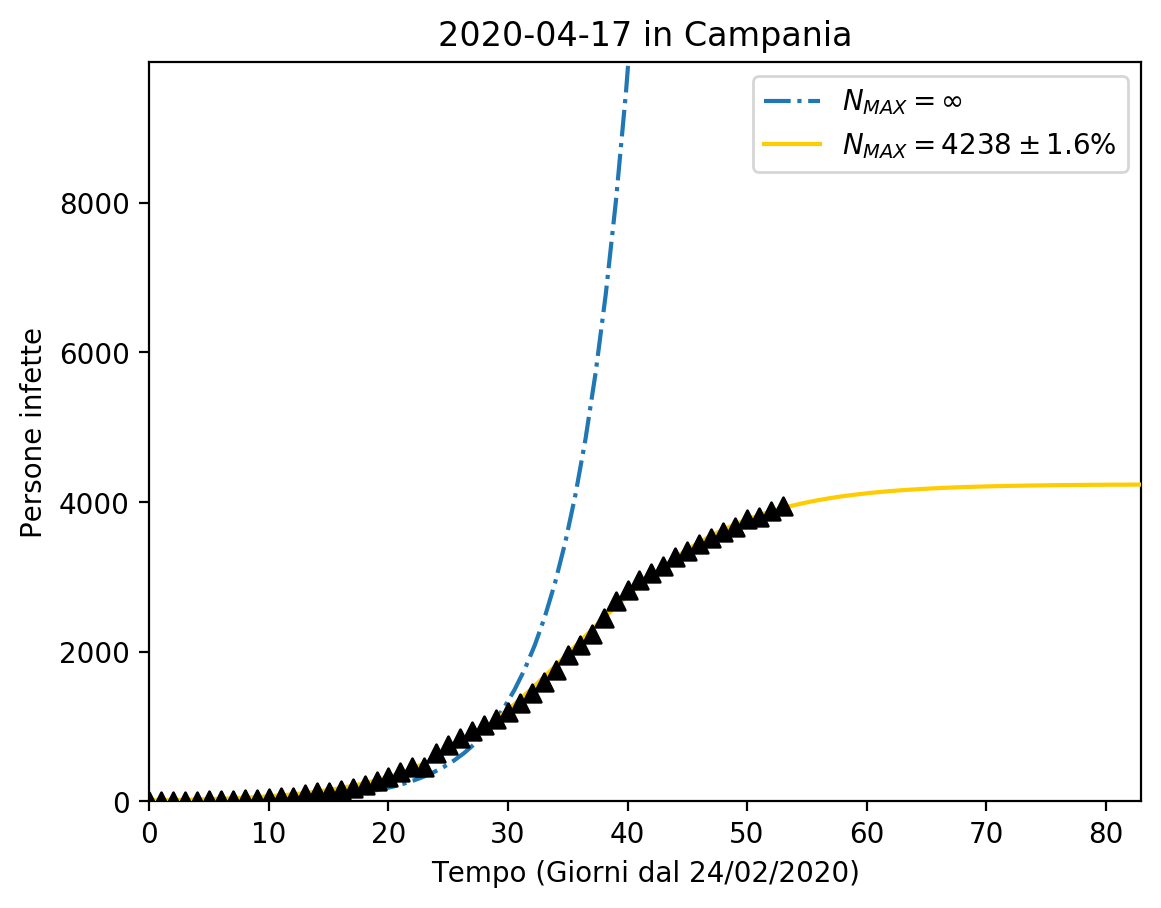 2020-04-17 in Campania
N_MAX = ∞
N_MAX = 4238 ± 1.6%
Persone infette
8000
6000
4000
2000
0
0 10 20 30 40 50 60 70 80
Tempo (Giorni dal 24/02/2020)